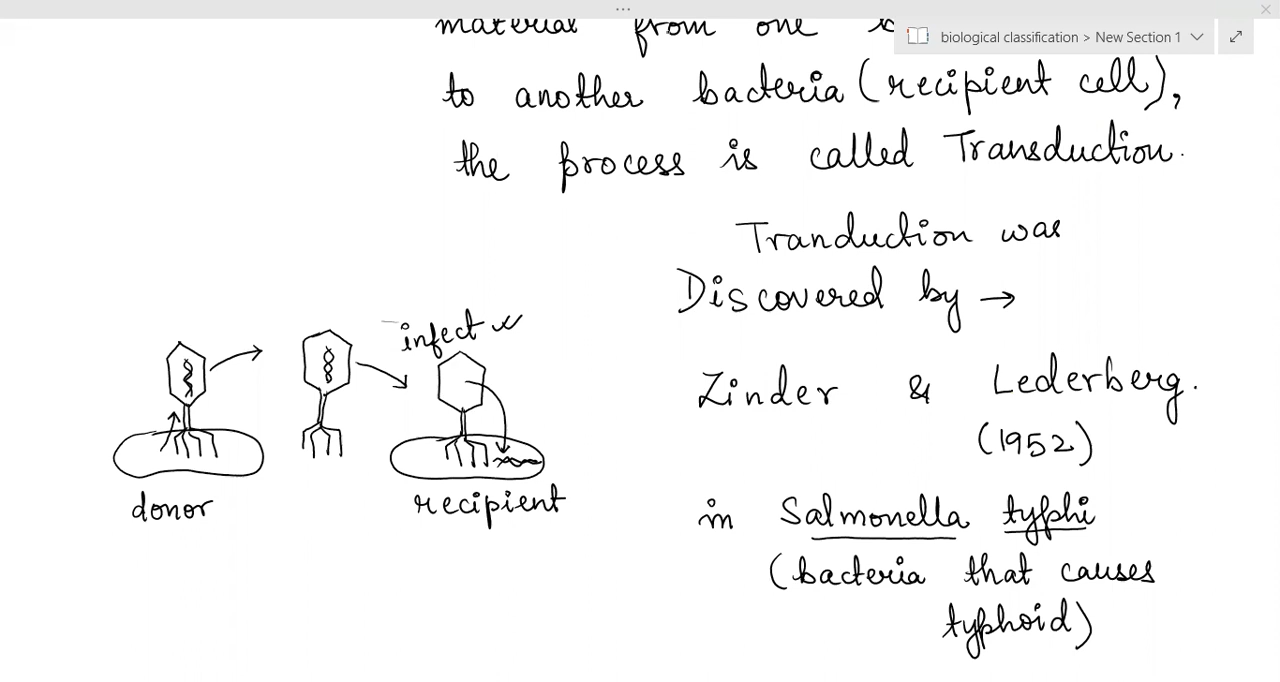 biological classification > New Section 1
material from one
to another bacteria (recipient cell),
the process is called Transduction.
Tranduction was
Discovered by →
Zinder & Lederberg.
(1952)
in Salmonella typhi
(bacteria that causes
typhoid)
infect
donor
recipient